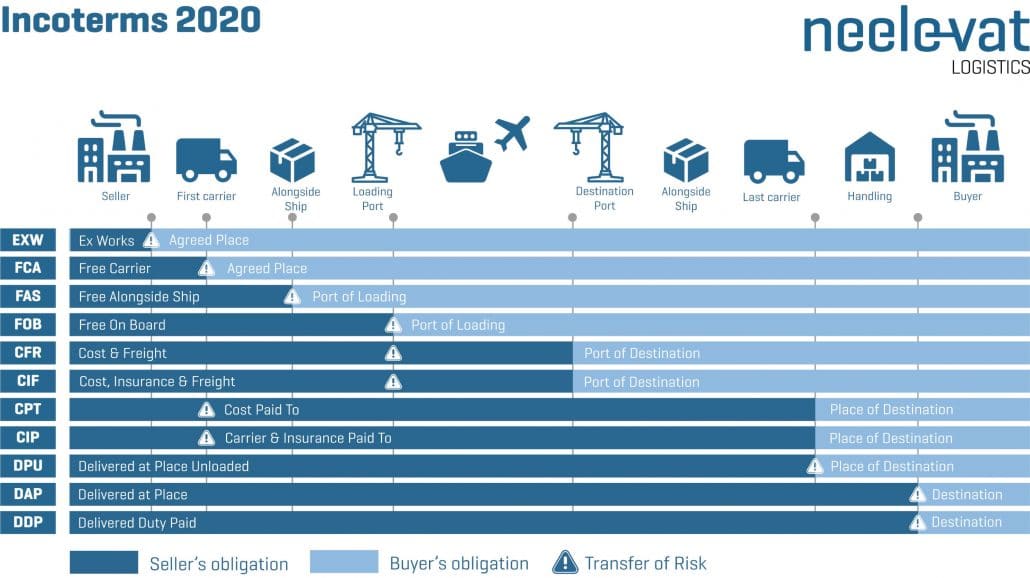 Incoterms 2020
neele-vat
LOGISTICS
Seller
First carrier
Alongside
Ship
Loading
Port
Destination
Port
Alongside
Ship
Last carrier
Handling
Buyer
EXW Ex Works Agreed Place
FCA Free Carrier Agreed Place
FAS Free Alongside Ship Port of Loading
FOB Free On Board Port of Loading
CFR Cost & Freight Port of Destination
CIF Cost, Insurance & Freight Port of Destination
CPT Cost Paid To Place of Destination
CIP Carrier & Insurance Paid To Place of Destination
DPU Delivered at Place Unloaded Place of Destination
DAP Delivered at Place Destination
DDP Delivered Duty Paid Destination
Seller's obligation Buyer's obligation Transfer of Risk